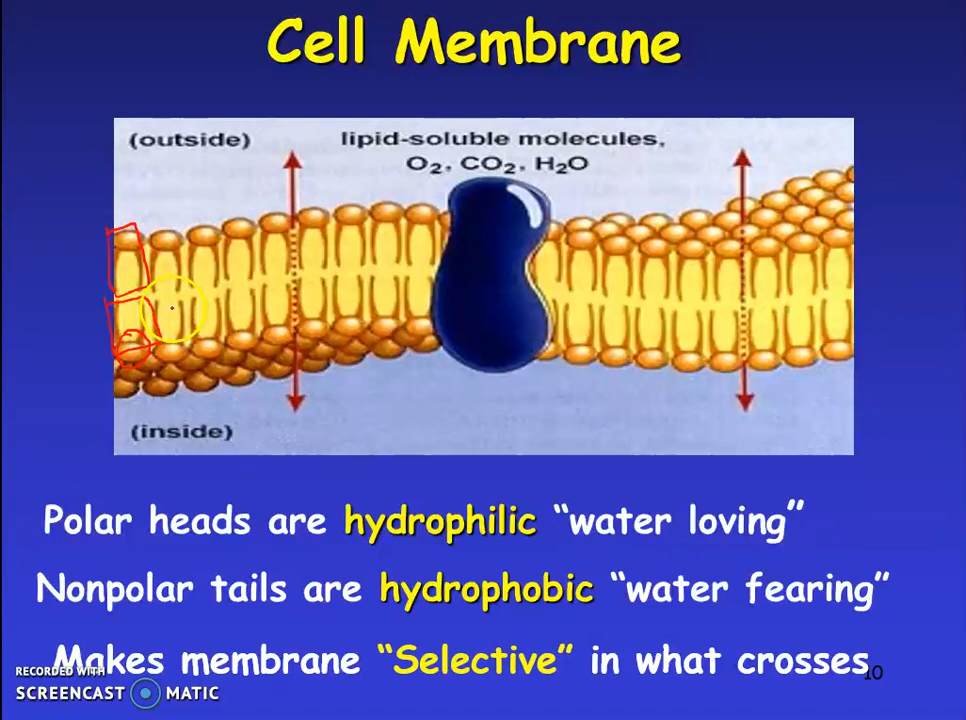 Cell Membrane
(outside)
lipid-soluble molecules,
O₂, CO₂, H₂O
(inside)
Polar heads are hydrophilic “water loving”
Nonpolar tails are hydrophobic “water fearing”
Makes membrane “Selective” in what crosses
10
RECORDED WITH
SCREENCAST MATIC